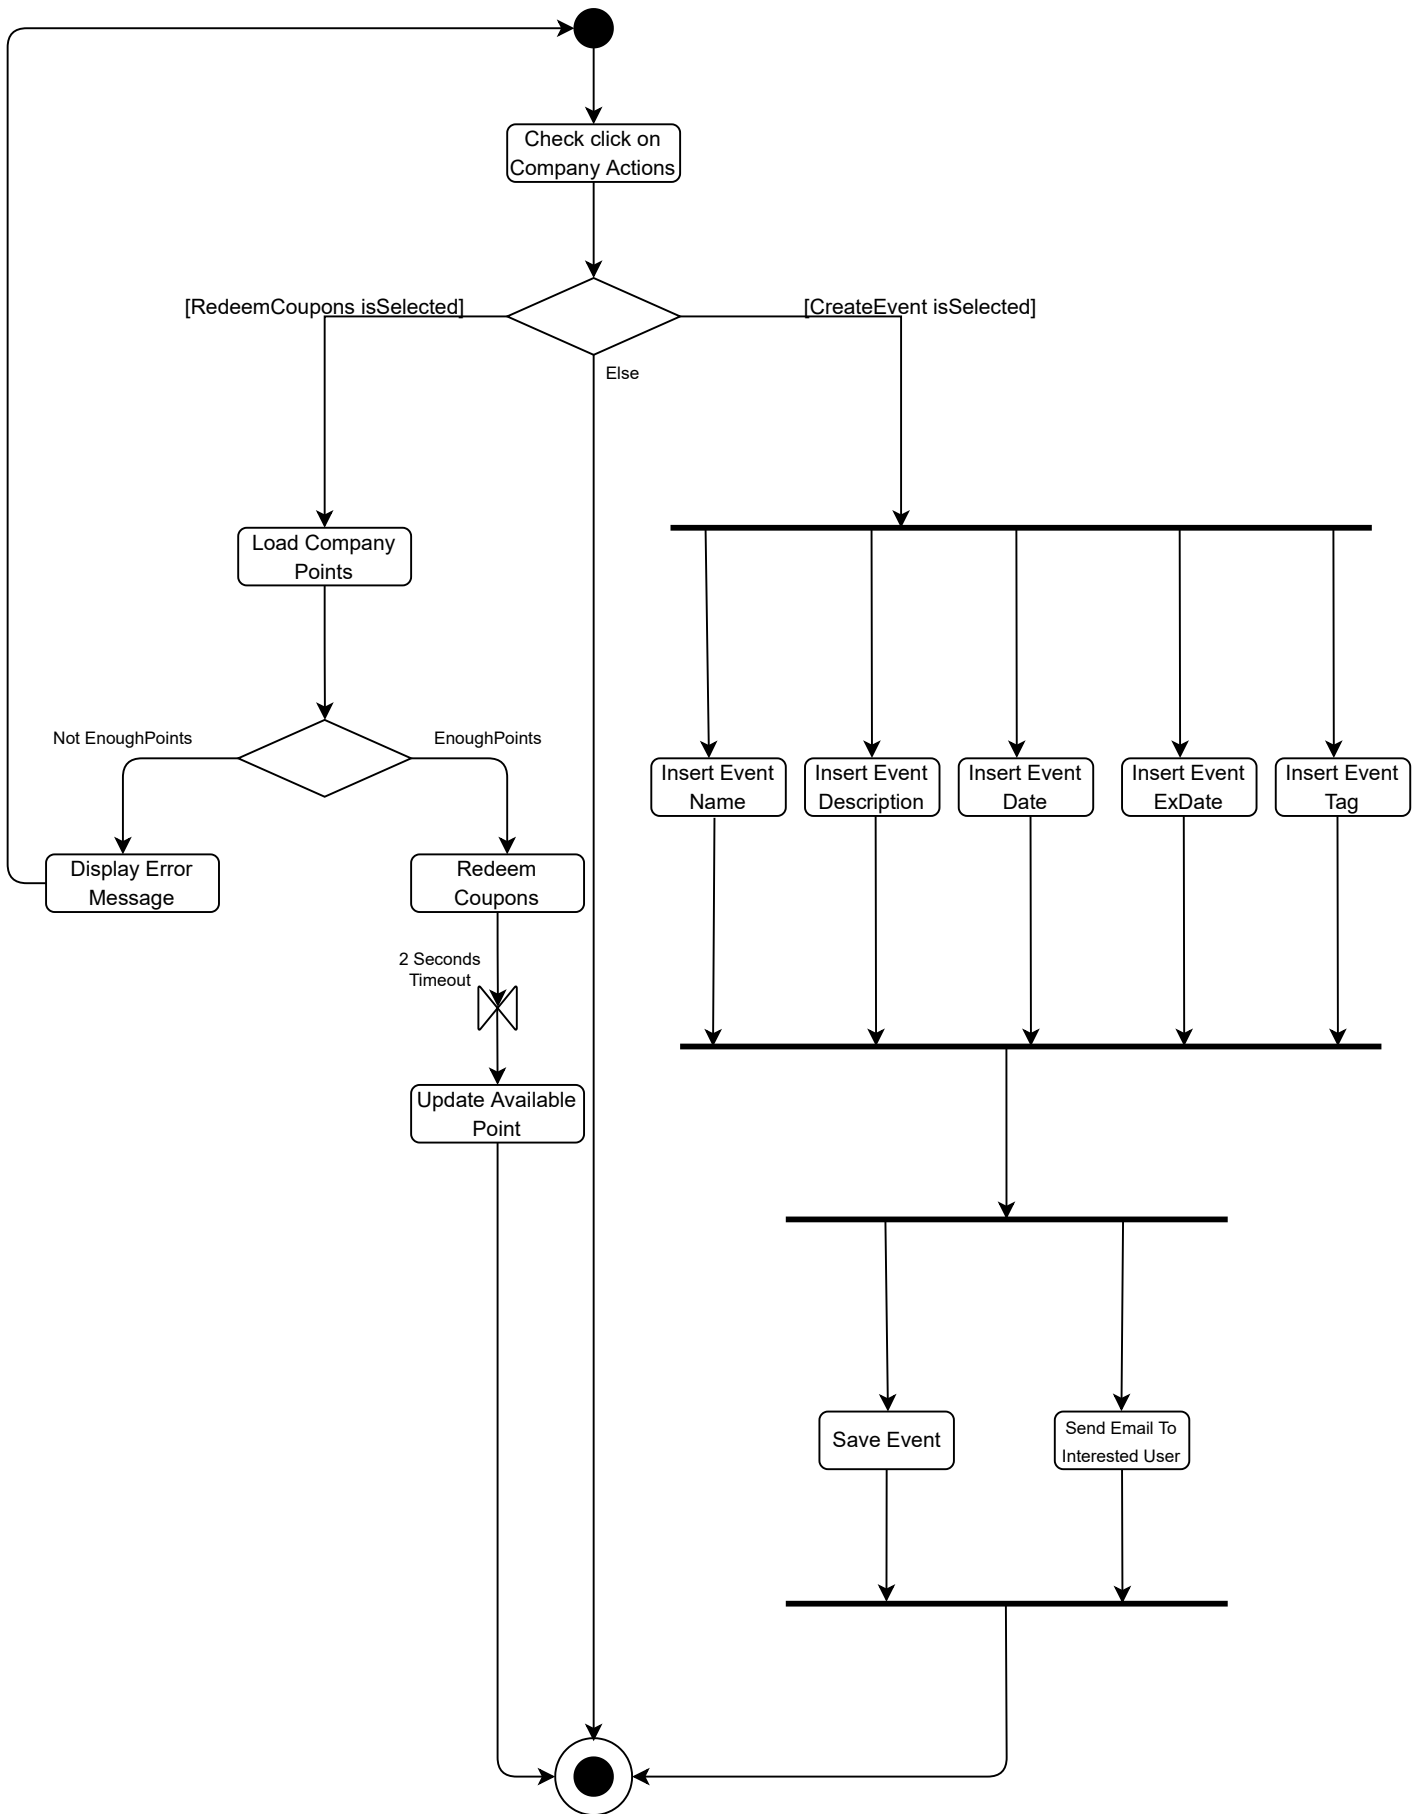 Check click on
Company Actions
[RedeemCoupons isSelected]
[CreateEvent isSelected]
Else
Load Company
Points
Not EnoughPoints
EnoughPoints
Insert Event
Name
Insert Event
Description
Insert Event
Date
Insert Event
ExDate
Insert Event
Tag
Display Error
Message
Redeem
Coupons
2 Seconds
Timeout
Update Available
Point
Save Event
Send Email To
Interested User